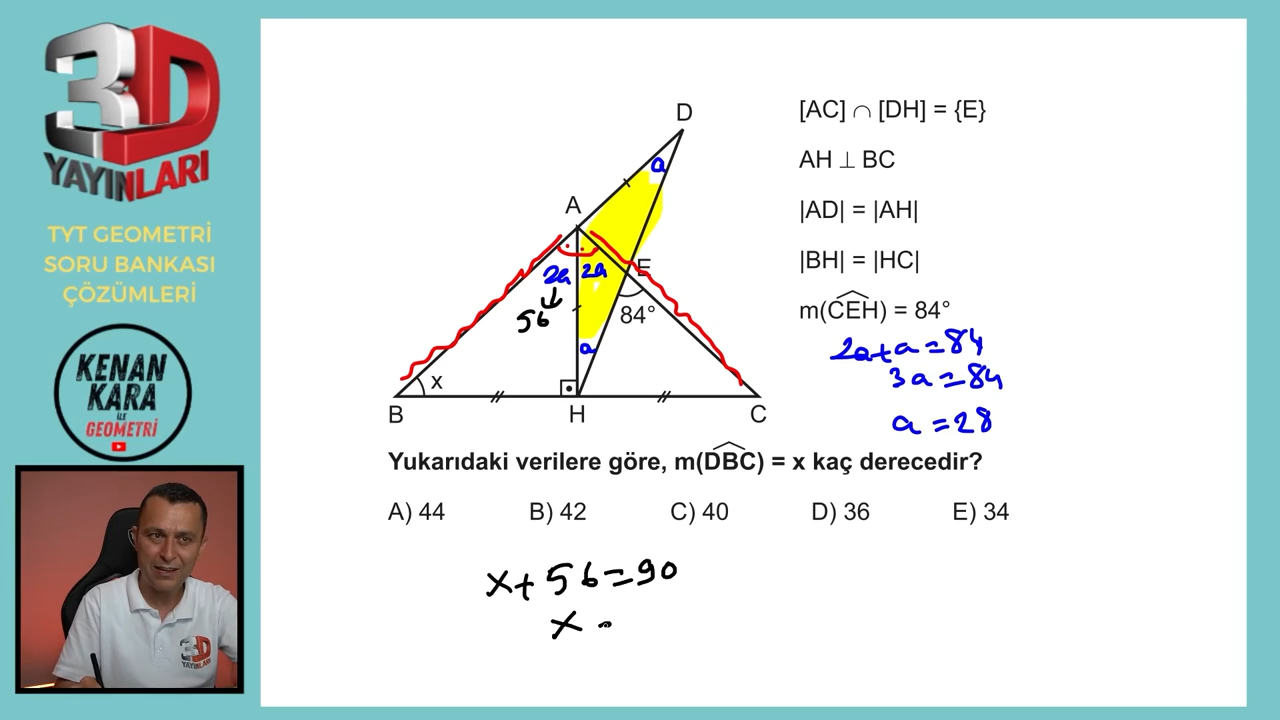 3D
YAYINLARI
TYT GEOMETRİ
SORU BANKASI
ÇÖZÜMLERİ
KENAN
KARA
İLE
GEOMETRİ
3D
YAYINLARI
D
a
A
2a 2a
E
56
84°
a
x
B
H
C
[AC] ∩ [DH] = {E}
AH ⊥ BC
|AD| = |AH|
|BH| = |HC|
m(CEH) = 84°
2a+a=84
3a=84
a=28
Yukarıdaki verilere göre, m(DBC) = x kaç derecedir?
A) 44 B) 42 C) 40 D) 36 E) 34
x+56=90
x